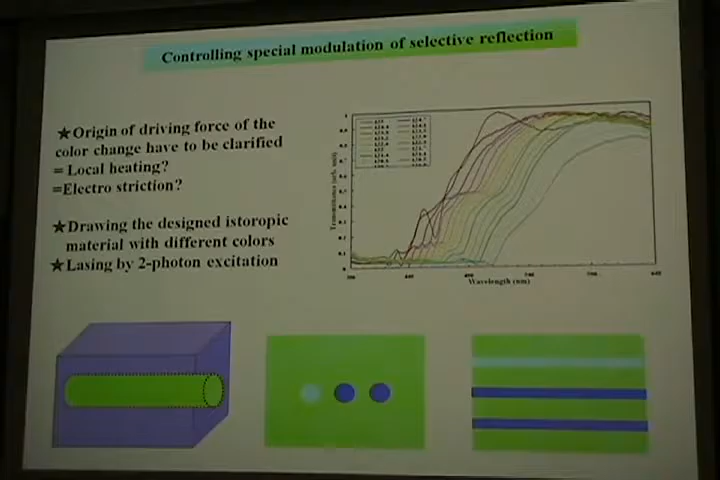 Controlling special modulation of selective reflection
★Origin of driving force of the
color change have to be clarified
= Local heating?
=Electro striction?
★Drawing the designed istoropic
material with different colors
★Lasing by 2-photon excitation
Wavelength (nm)